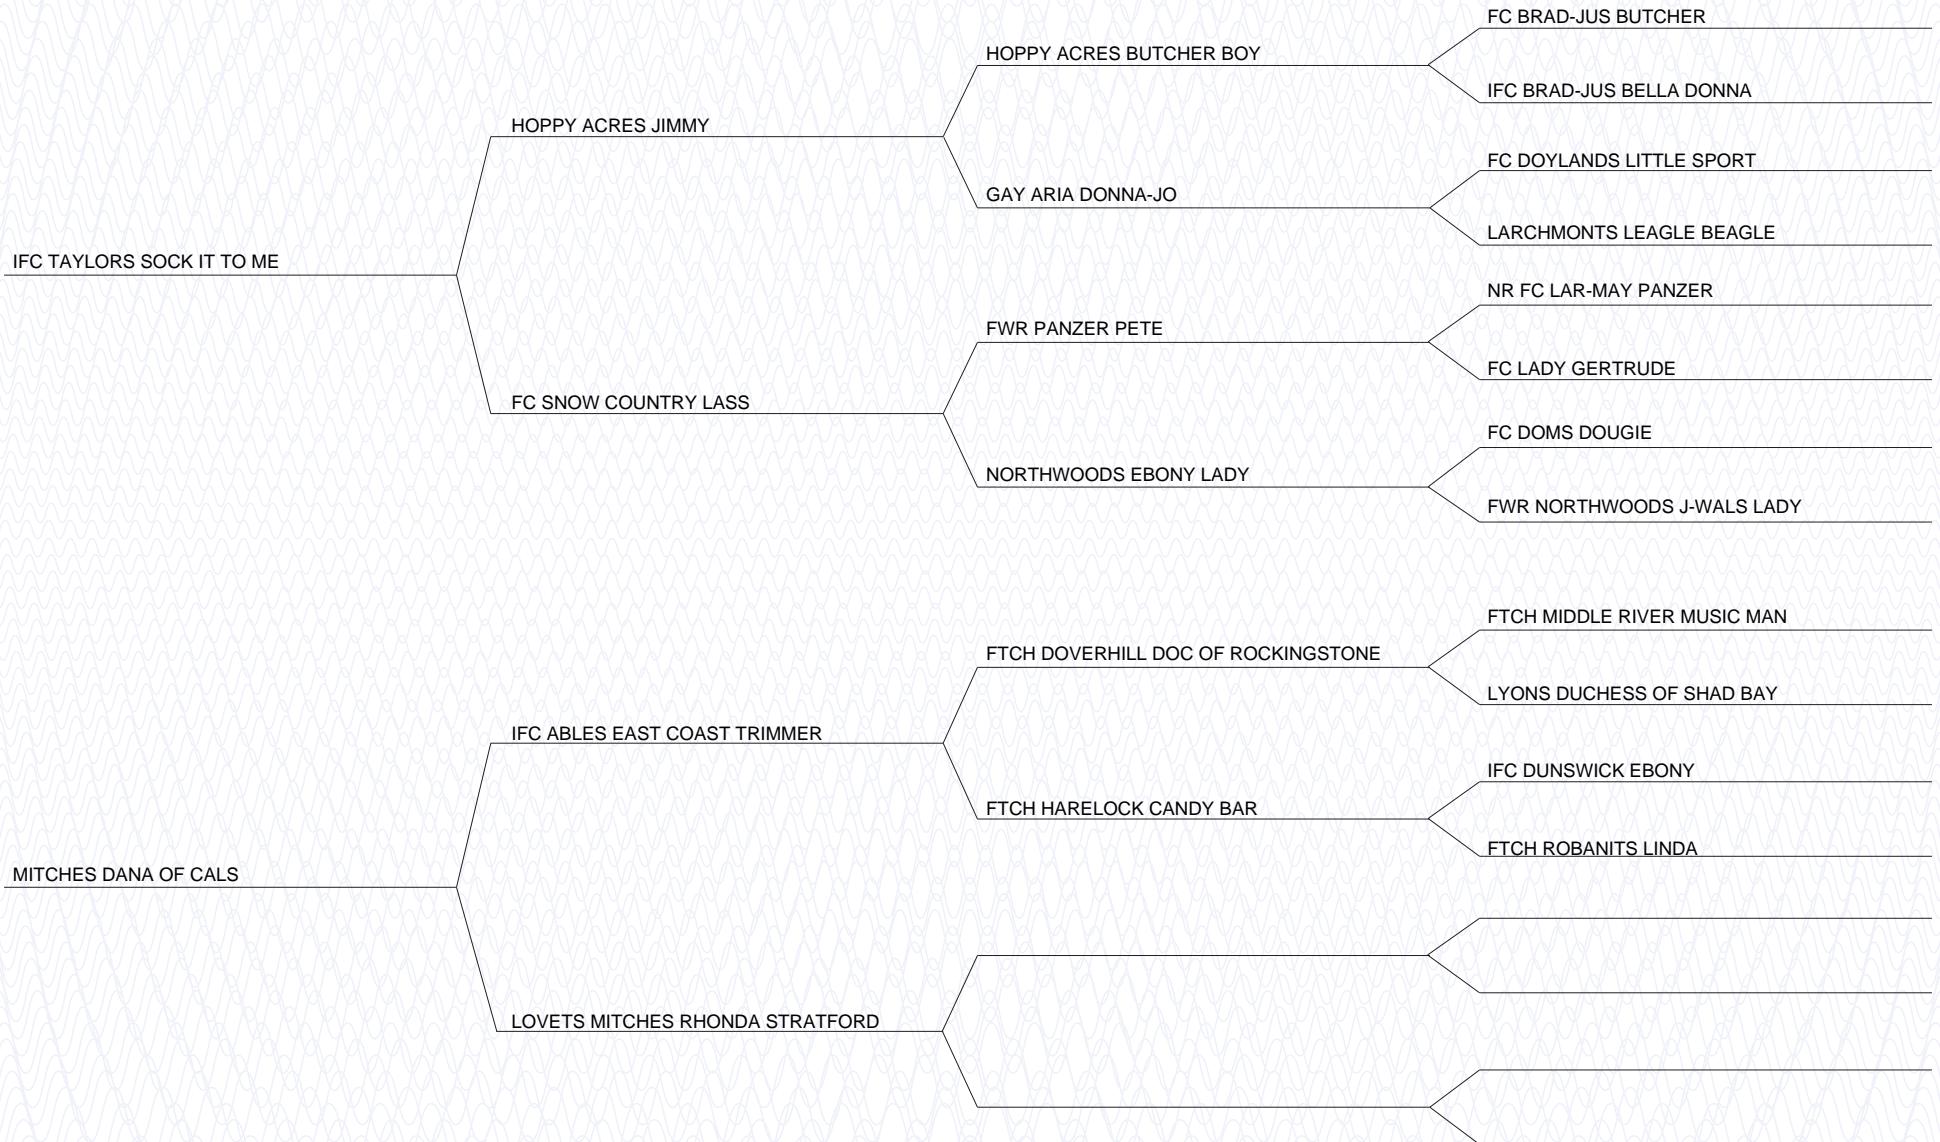 FC BRAD-JUS BUTCHER
HOPPY ACRES BUTCHER BOY
IFC BRAD-JUS BELLA DONNA
HOPPY ACRES JIMMY
FC DOYLANDS LITTLE SPORT
GAY ARIA DONNA-JO
LARCHMONTS LEAGLE BEAGLE
IFC TAYLORS SOCK IT TO ME
NR FC LAR-MAY PANZER
FWR PANZER PETE
FC LADY GERTRUDE
FC SNOW COUNTRY LASS
FC DOMS DOUGIE
NORTHWOODS EBONY LADY
FWR NORTHWOODS J-WALS LADY
FTCH MIDDLE RIVER MUSIC MAN
FTCH DOVERHILL DOC OF ROCKINGSTONE
LYONS DUCHESS OF SHAD BAY
IFC ABLES EAST COAST TRIMMER
IFC DUNSWICK EBONY
FTCH HARELOCK CANDY BAR
FTCH ROBANITS LINDA
MITCHES DANA OF CALS
LOVETS MITCHES RHONDA STRATFORD